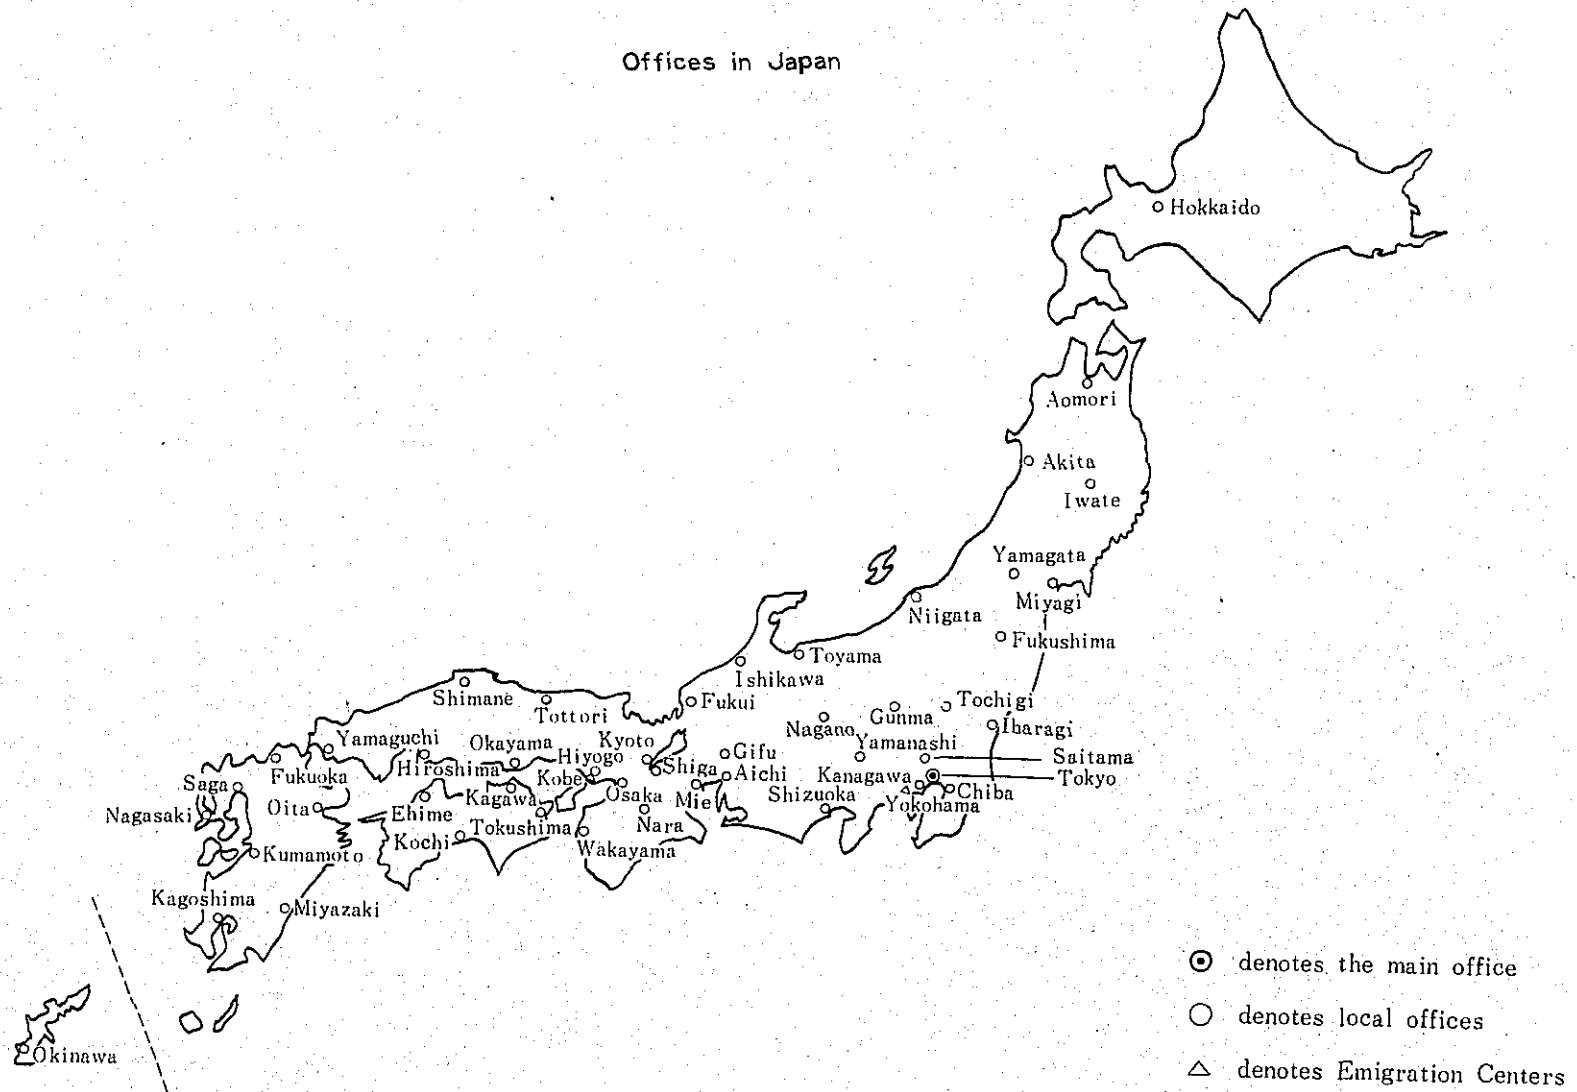 Offices in Japan
Hokkaido
Aomori
Akita
Iwate
Yamagata
Miyagi
Niigata
Fukushima
Toyama
Ishikawa
Fukui
Shimane
Tottori
Tochigi
Gunma
Ibaragi
Nagano
Yamanashi
Saitama
Tokyo
Kanagawa
Chiba
Yokohama
Shizuoka
Gifu
Aichi
Kyoto
Shiga
Mie
Hiyogo
Kobe
Osaka
Nara
Wakayama
Okayama
Hiroshima
Yamaguchi
Kagawa
Tokushima
Ehime
Kochi
Fukuoka
Saga
Nagasaki
Oita
Kumamoto
Kagoshima
Miyazaki
Okinawa
denotes the main office
denotes local offices
denotes Emigration Centers